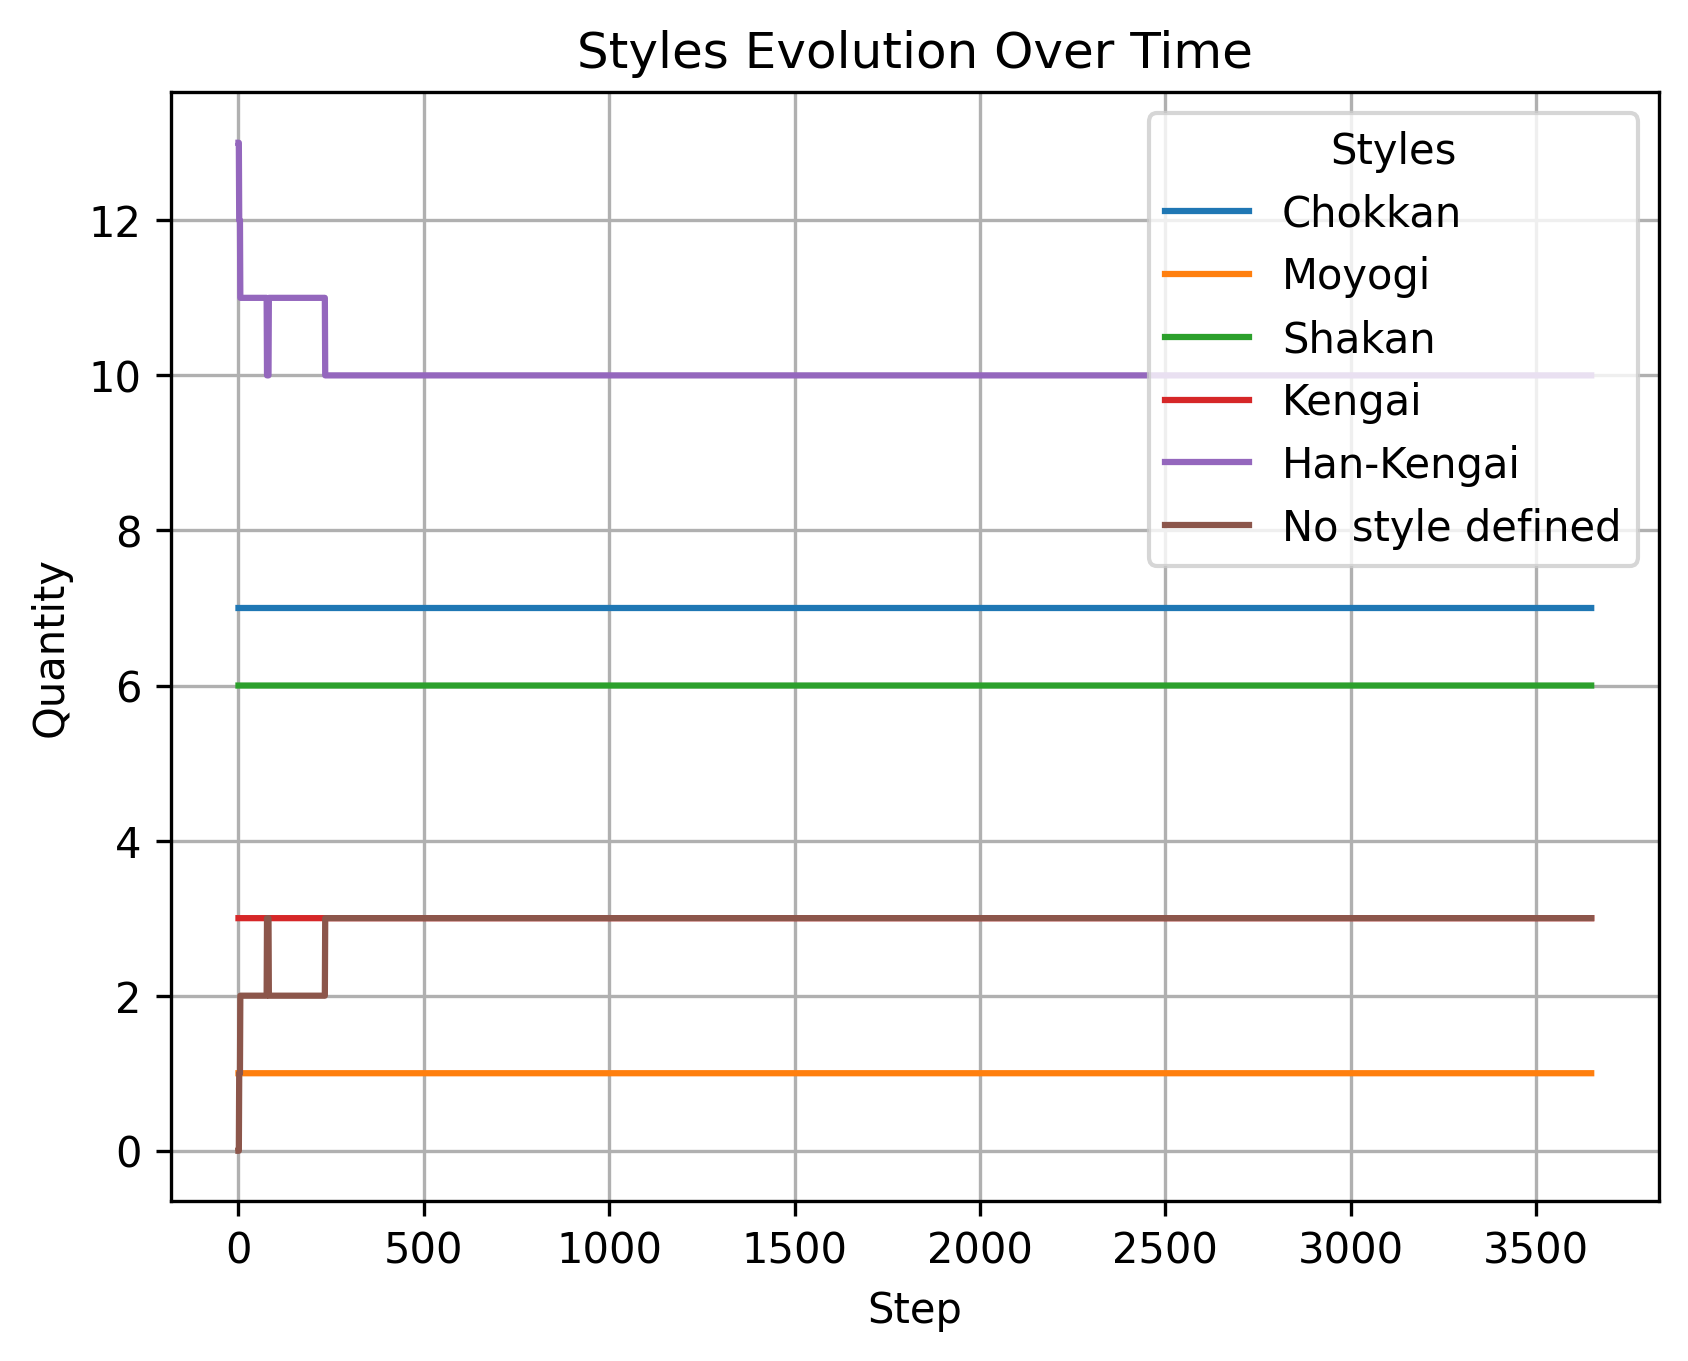 Styles Evolution Over Time
Styles
Chokkan
Moyogi
Shakan
Kengai
Han-Kengai
No style defined
Quantity
12
10
8
6
4
2
0
0 500 1000 1500 2000 2500 3000 3500
Step